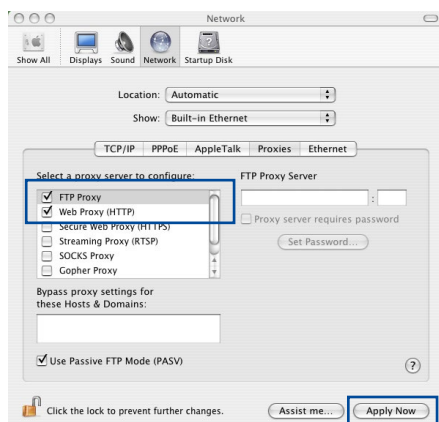 Network
Show All Displays Sound Network Startup Disk
Location: Automatic
Show: Built-in Ethernet
TCP/IP PPPoE AppleTalk Proxies Ethernet
Select a proxy server to configure: FTP Proxy Server
FTP Proxy :
Web Proxy (HTTP) Proxy server requires password
Secure Web Proxy (HTTPS)
Streaming Proxy (RTSP) Set Password...
SOCKS Proxy
Gopher Proxy
Bypass proxy settings for
these Hosts & Domains:
Use Passive FTP Mode (PASV) ?
Click the lock to prevent further changes. Assist me... Apply Now